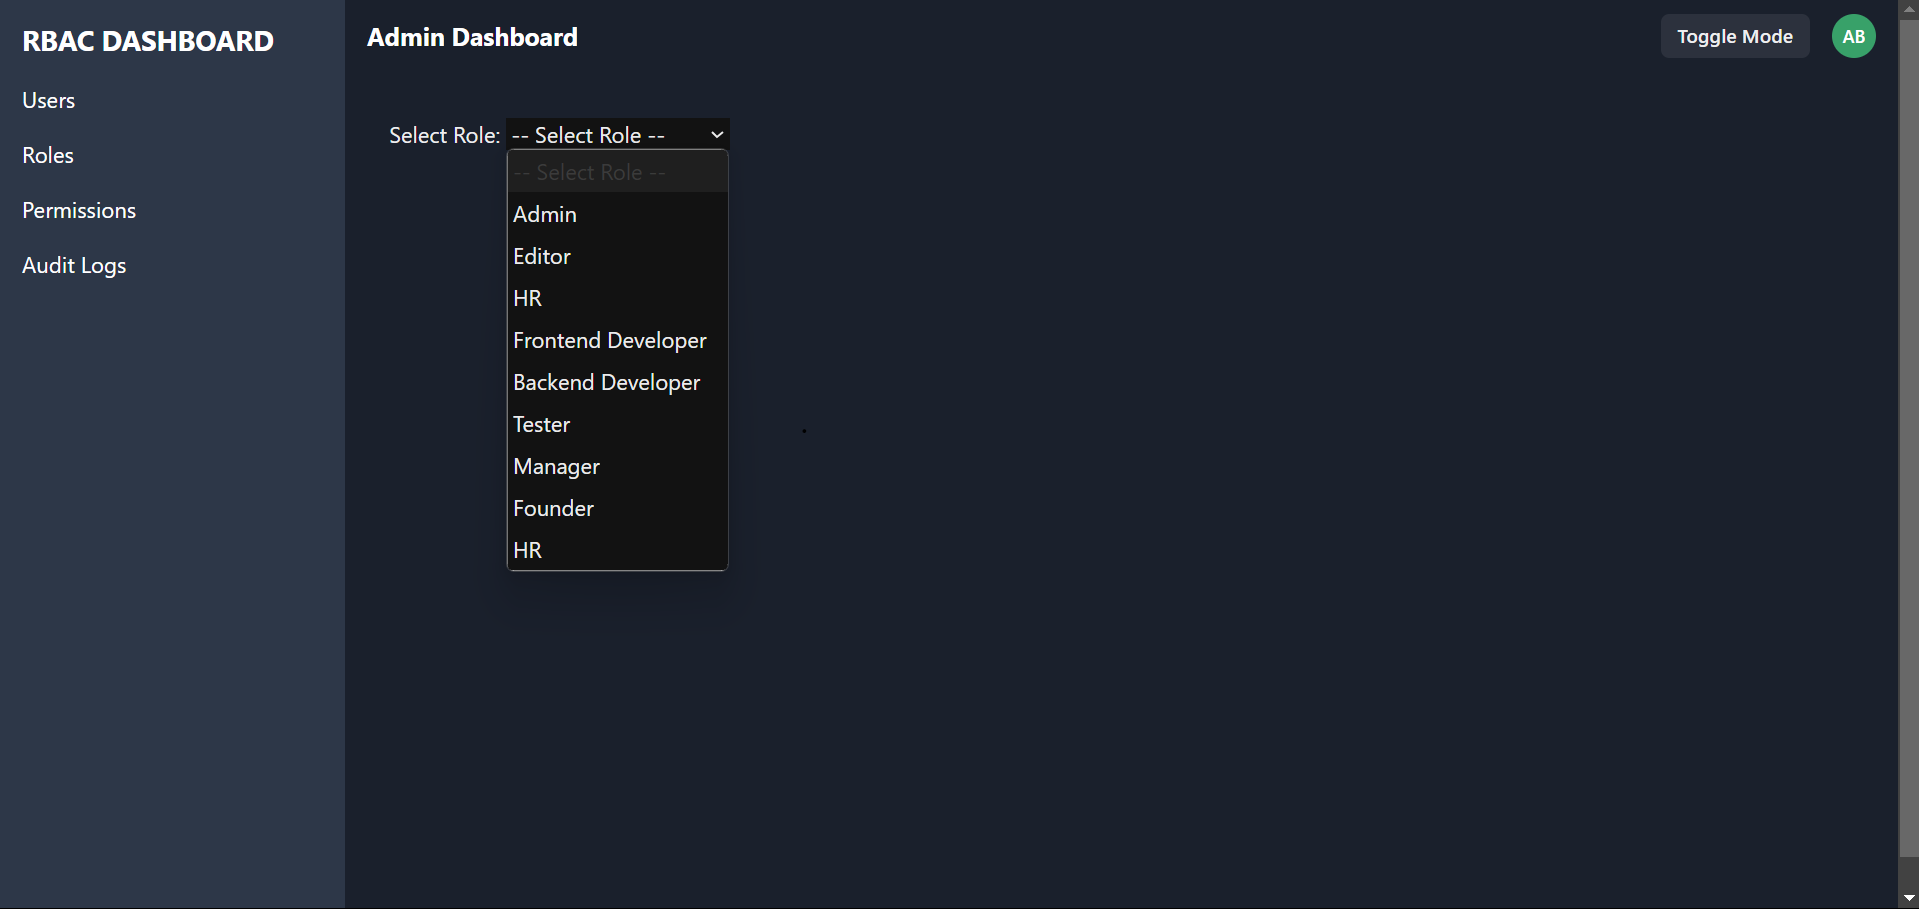 RBAC DASHBOARD
Users
Roles
Permissions
Audit Logs
Admin Dashboard
Toggle Mode
AB
Select Role: -- Select Role --
-- Select Role --
Admin
Editor
HR
Frontend Developer
Backend Developer
Tester
Manager
Founder
HR